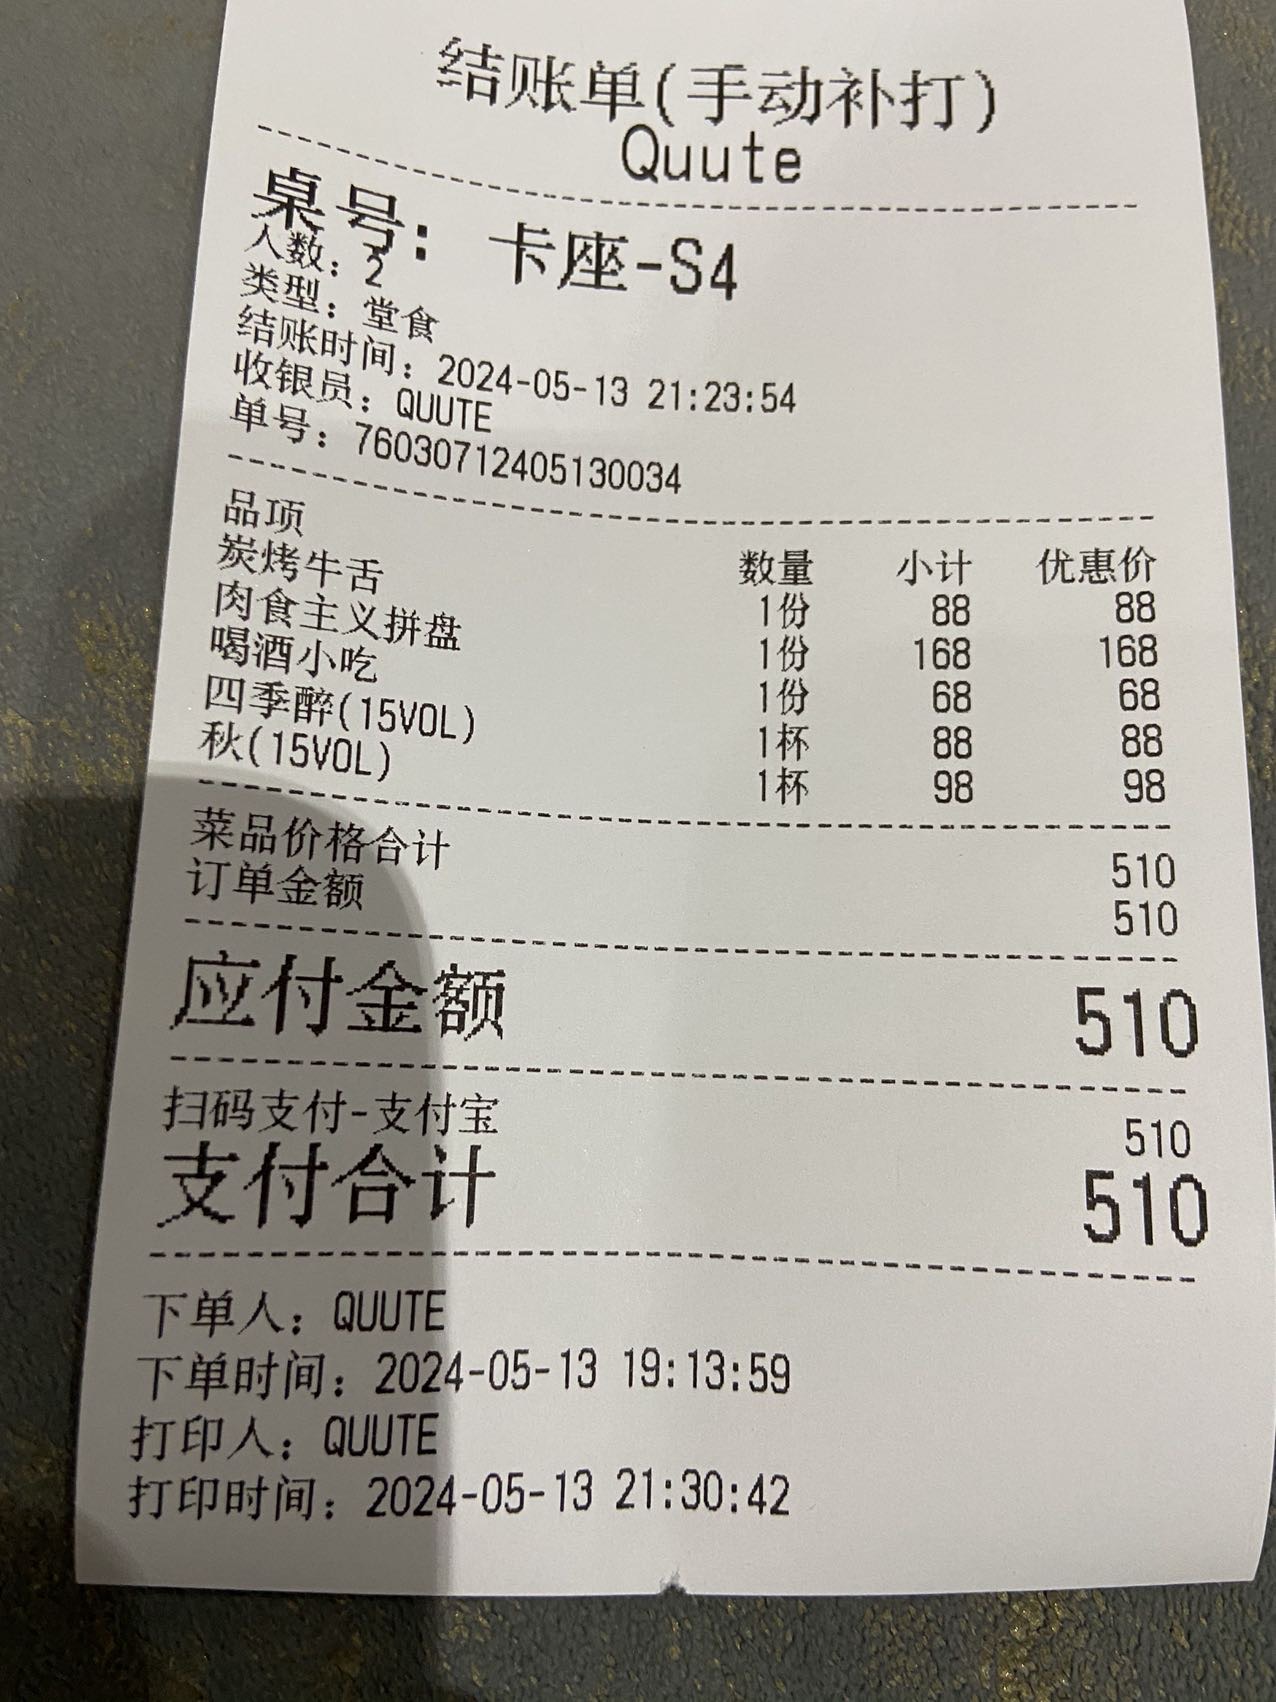 结账单(手动补打)
Quute
桌号: 卡座-S4
人数: 2
类型: 堂食
结账时间: 2024-05-13 21:23:54
收银员: QUUTE
单号: 76030712405130034
品项 数量 小计 优惠价
炭烤牛舌 1份 88 88
肉食主义拼盘 1份 168 168
喝酒小吃 1份 68 68
四季醉(15VOL) 1杯 88 88
秋(15VOL) 1杯 98 98
菜品价格合计 510
订单金额 510
应付金额 510
扫码支付-支付宝 510
支付合计 510
下单人: QUUTE
下单时间: 2024-05-13 19:13:59
打印人: QUUTE
打印时间: 2024-05-13 21:30:42